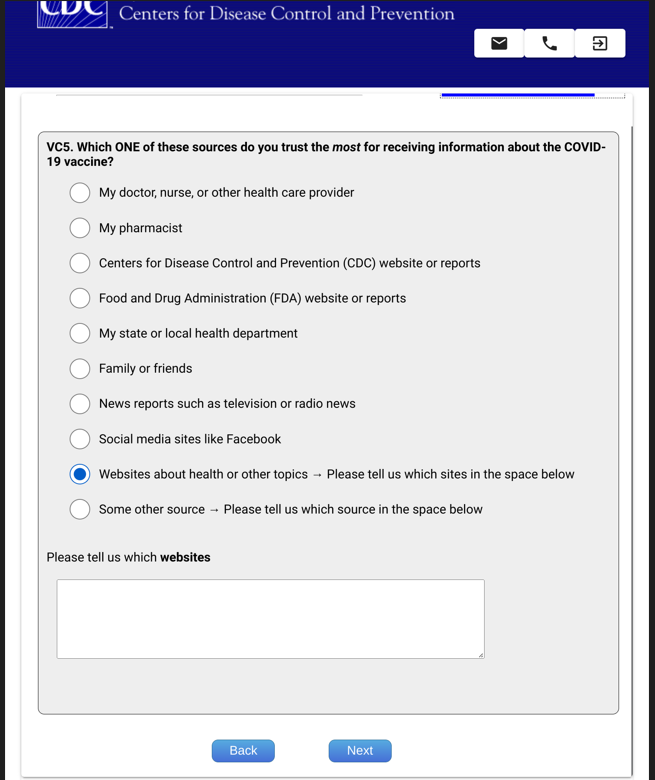 CDC
Centers for Disease Control and Prevention
VC5. Which ONE of these sources do you trust the most for receiving information about the COVID-
19 vaccine?
My doctor, nurse, or other health care provider
My pharmacist
Centers for Disease Control and Prevention (CDC) website or reports
Food and Drug Administration (FDA) website or reports
My state or local health department
Family or friends
News reports such as television or radio news
Social media sites like Facebook
Websites about health or other topics → Please tell us which sites in the space below
Some other source → Please tell us which source in the space below
Please tell us which websites
Back
Next